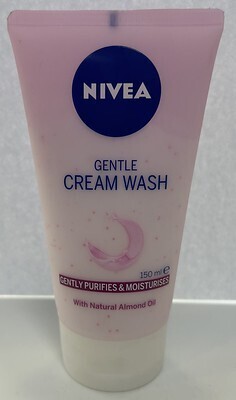 NIVEA
GENTLE
CREAM WASH
150 ml ℮
GENTLY PURIFIES & MOISTURISES
With Natural Almond Oil